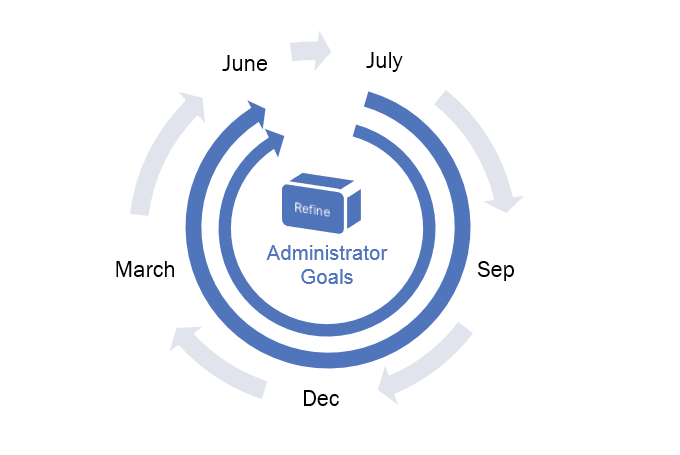 June
July
Refine
Administrator
Goals
March
Sep
Dec